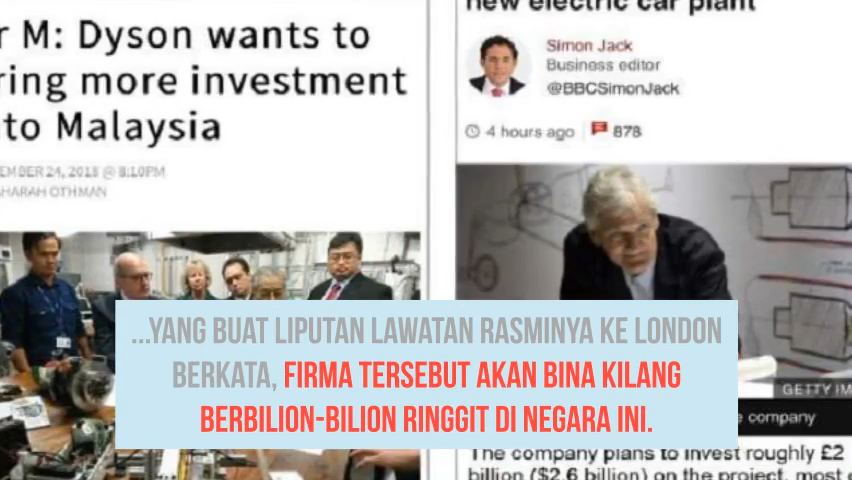 r M: Dyson wants to
ring more investment
to Malaysia
EMBER 24, 2018 @ 8:10PM
HARAH OTHMAN
new electric car plant
Simon Jack
Business editor
@BBCSimonJack
4 hours ago 878
...YANG BUAT LIPUTAN LAWATAN RASMINYA KE LONDON
BERKATA, FIRMA TERSEBUT AKAN BINA KILANG
BERBILION-BILION RINGGIT DI NEGARA INI.
GETTY IM
e company
The company plans to invest roughly £2
billion ($2.6 billion) on the project, most